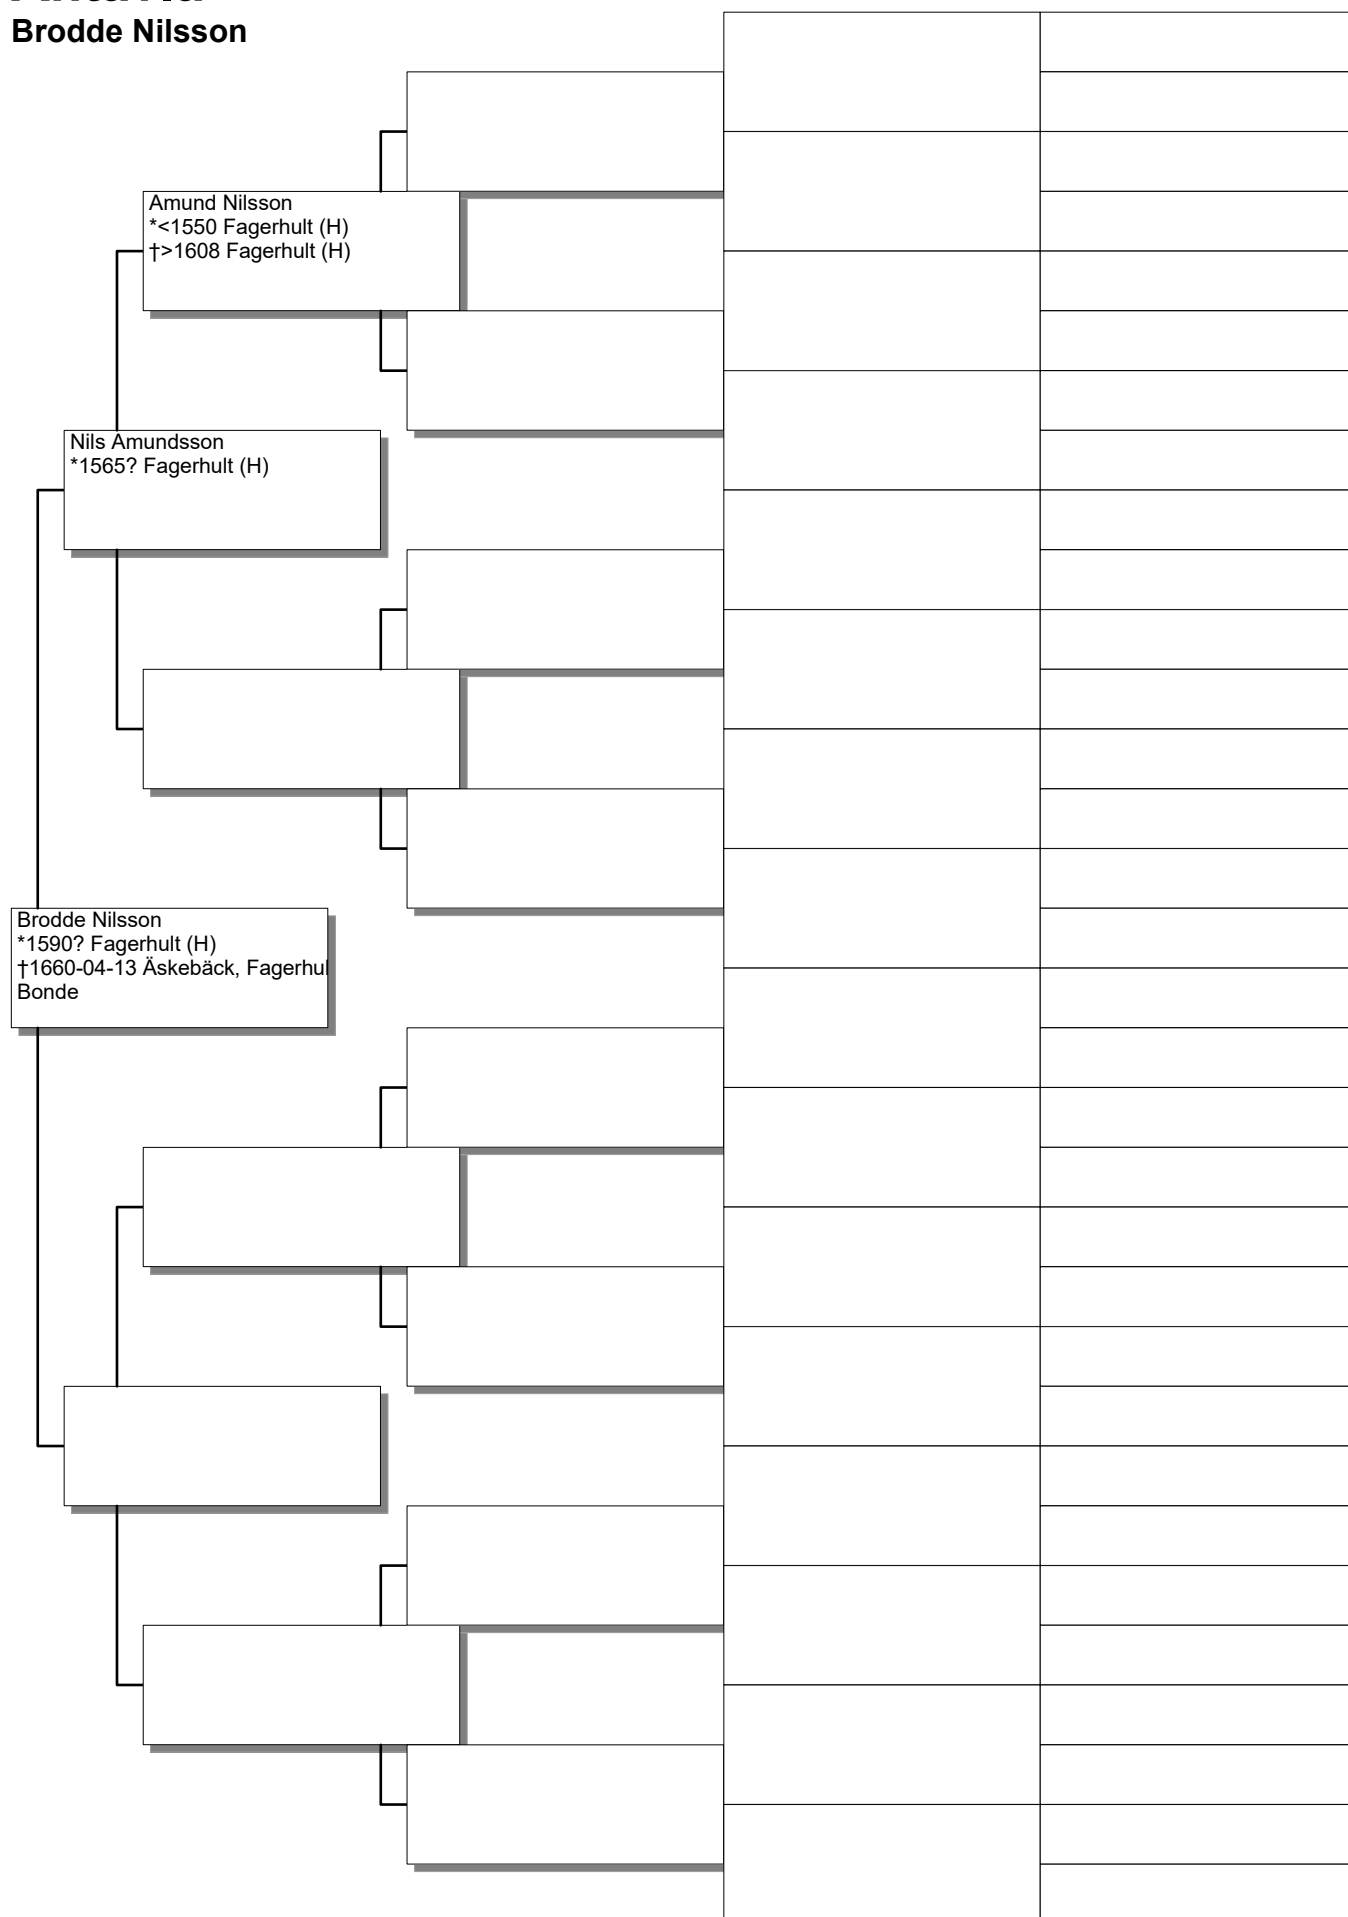 Brodde Nilsson
Amund Nilsson
*<1550 Fagerhult (H)
†>1608 Fagerhult (H)
Nils Amundsson
*1565? Fagerhult (H)
Brodde Nilsson
*1590? Fagerhult (H)
†1660-04-13 Äskebäck, Fagerhul
Bonde